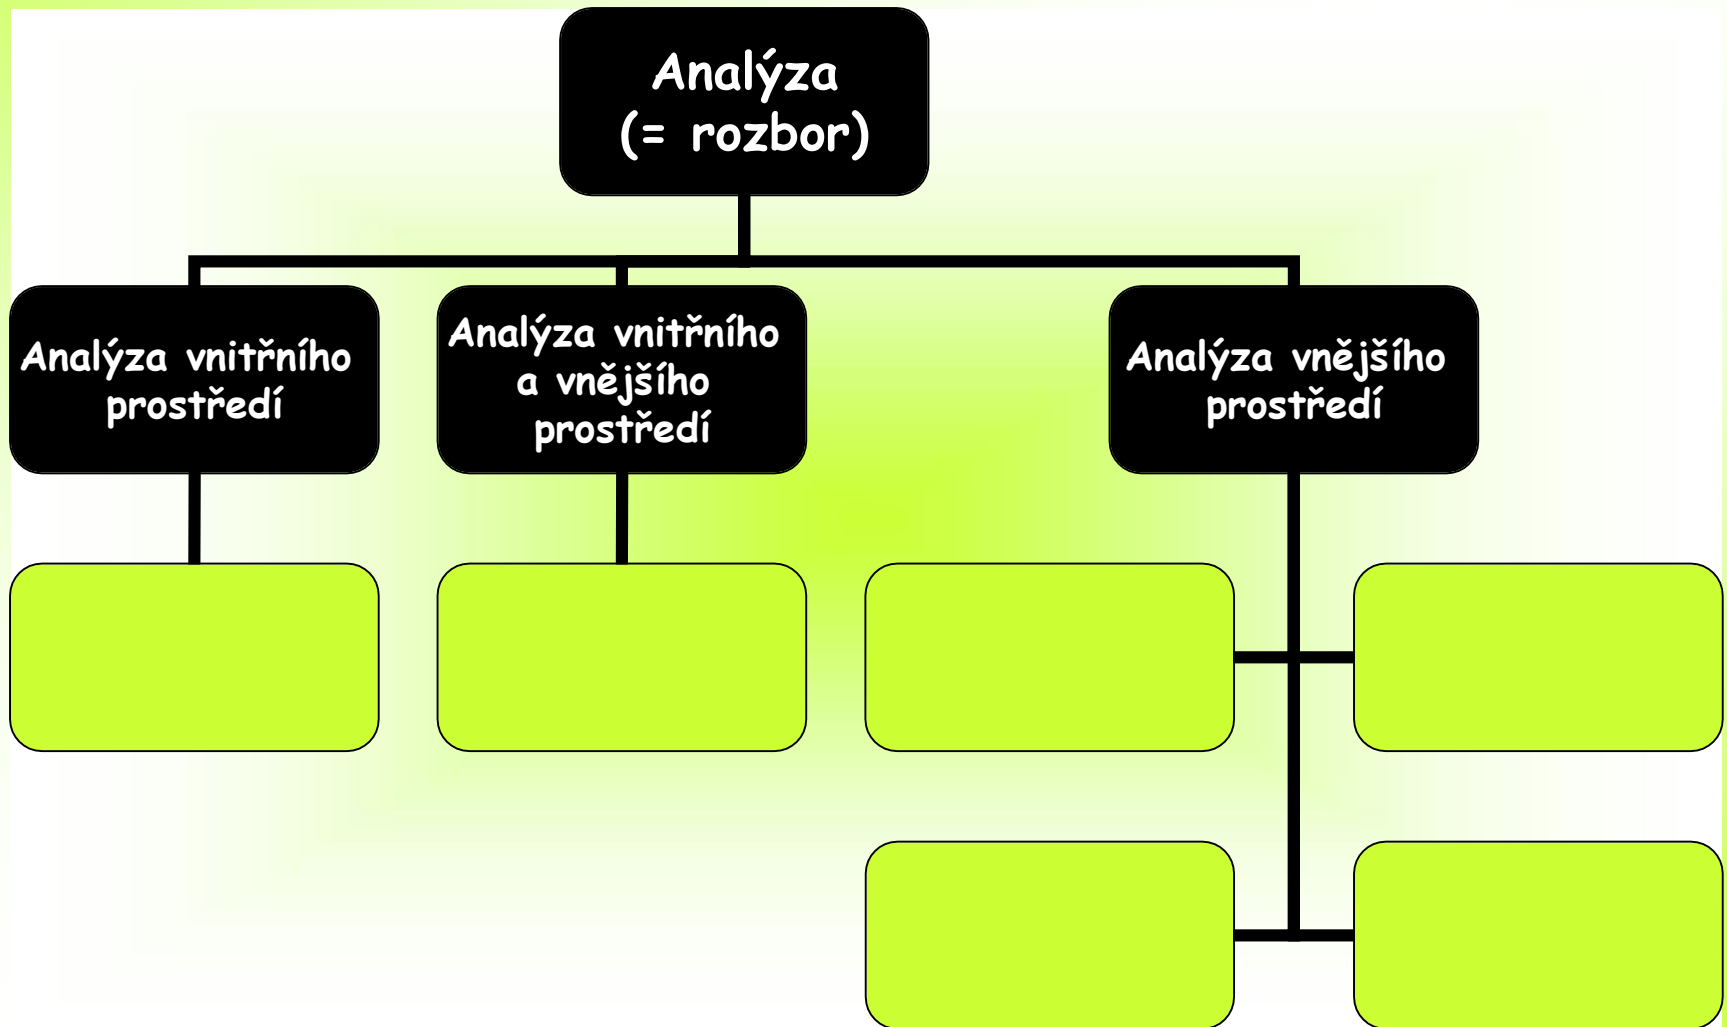 Analýza
(= rozbor)
Analýza vnitřního
prostředí
Analýza vnitřního
a vnějšího
prostředí
Analýza vnějšího
prostředí